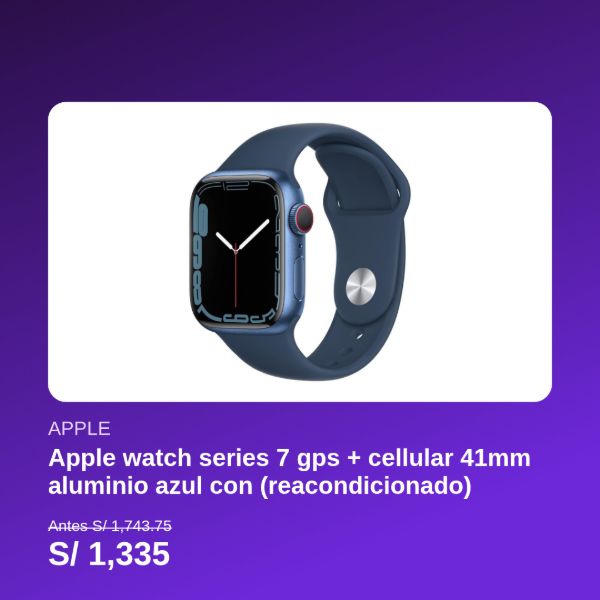 APPLE
Apple watch series 7 gps + cellular 41mm
aluminio azul con (reacondicionado)
Antes S/ 1,743.75
S/ 1,335